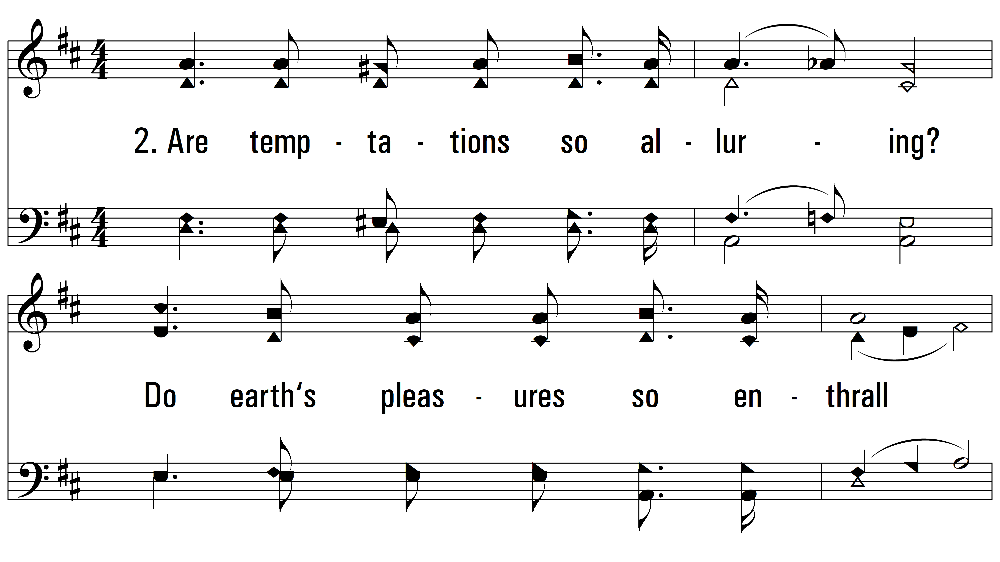 2. Are temp - ta - tions so al - lur - ing?
Do earth‘s pleas - ures so en - thrall